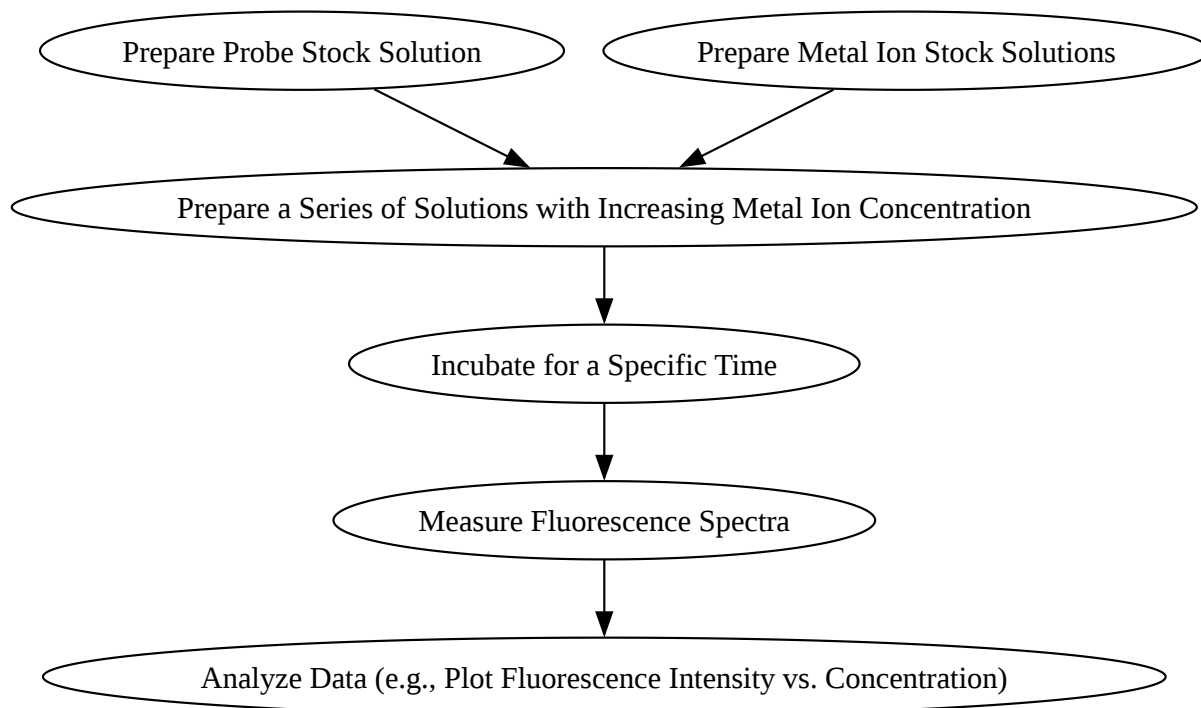 Prepare Probe Stock Solution
Prepare Metal Ion Stock Solutions
Prepare a Series of Solutions with Increasing Metal Ion Concentration
Incubate for a Specific Time
Measure Fluorescence Spectra
Analyze Data (e.g., Plot Fluorescence Intensity vs. Concentration)